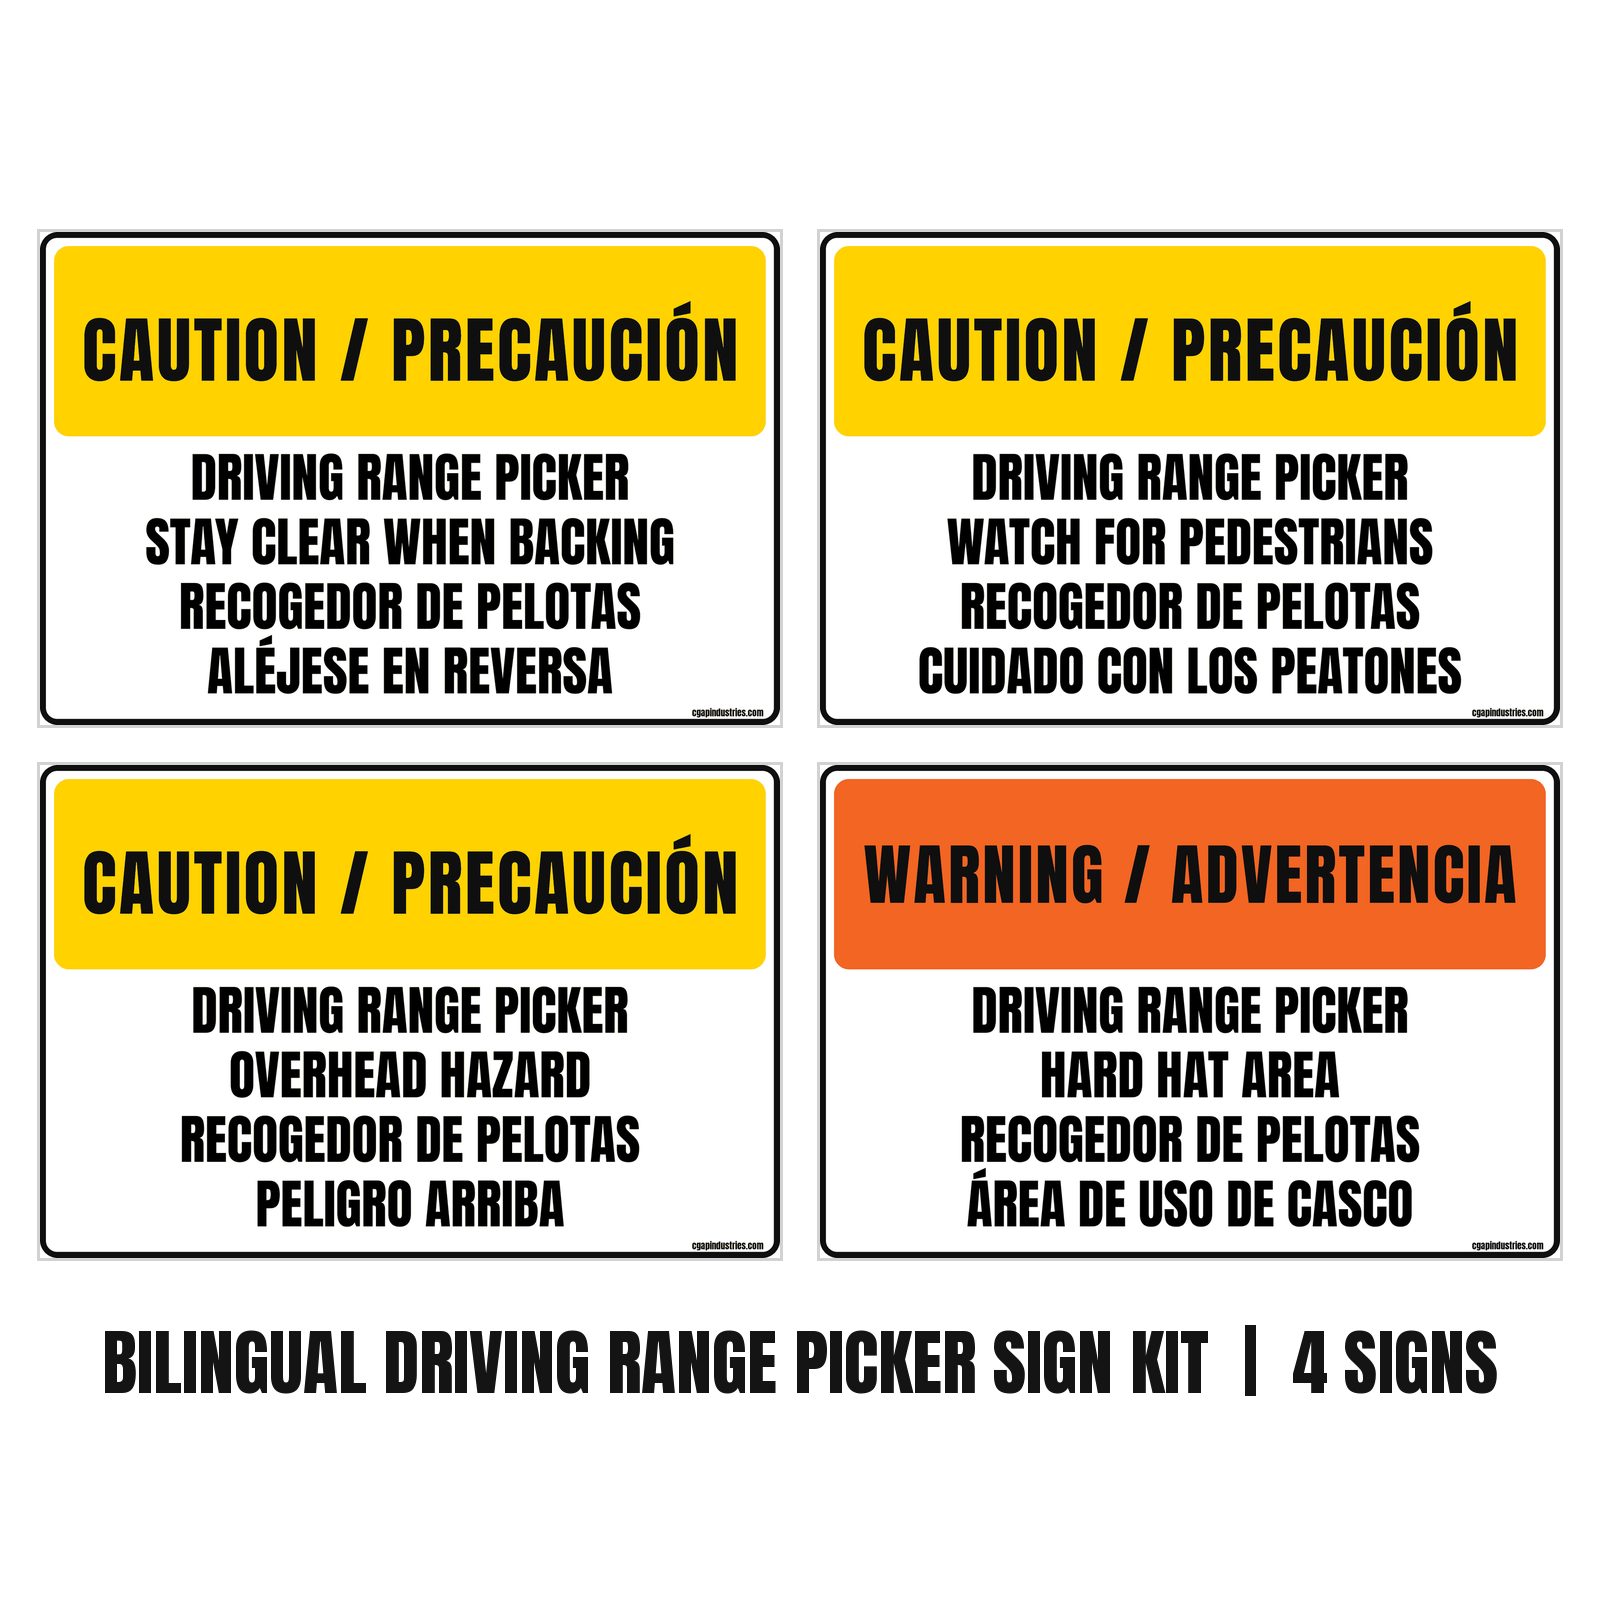 CAUTION / PRECAUCIÓN
DRIVING RANGE PICKER
STAY CLEAR WHEN BACKING
RECOGEDOR DE PELOTAS
ALÉJESE EN REVERSA
cgapindustries.com
CAUTION / PRECAUCIÓN
DRIVING RANGE PICKER
WATCH FOR PEDESTRIANS
RECOGEDOR DE PELOTAS
CUIDADO CON LOS PEATONES
cgapindustries.com
CAUTION / PRECAUCIÓN
DRIVING RANGE PICKER
OVERHEAD HAZARD
RECOGEDOR DE PELOTAS
PELIGRO ARRIBA
cgapindustries.com
WARNING / ADVERTENCIA
DRIVING RANGE PICKER
HARD HAT AREA
RECOGEDOR DE PELOTAS
ÁREA DE USO DE CASCO
cgapindustries.com
BILINGUAL DRIVING RANGE PICKER SIGN KIT | 4 SIGNS